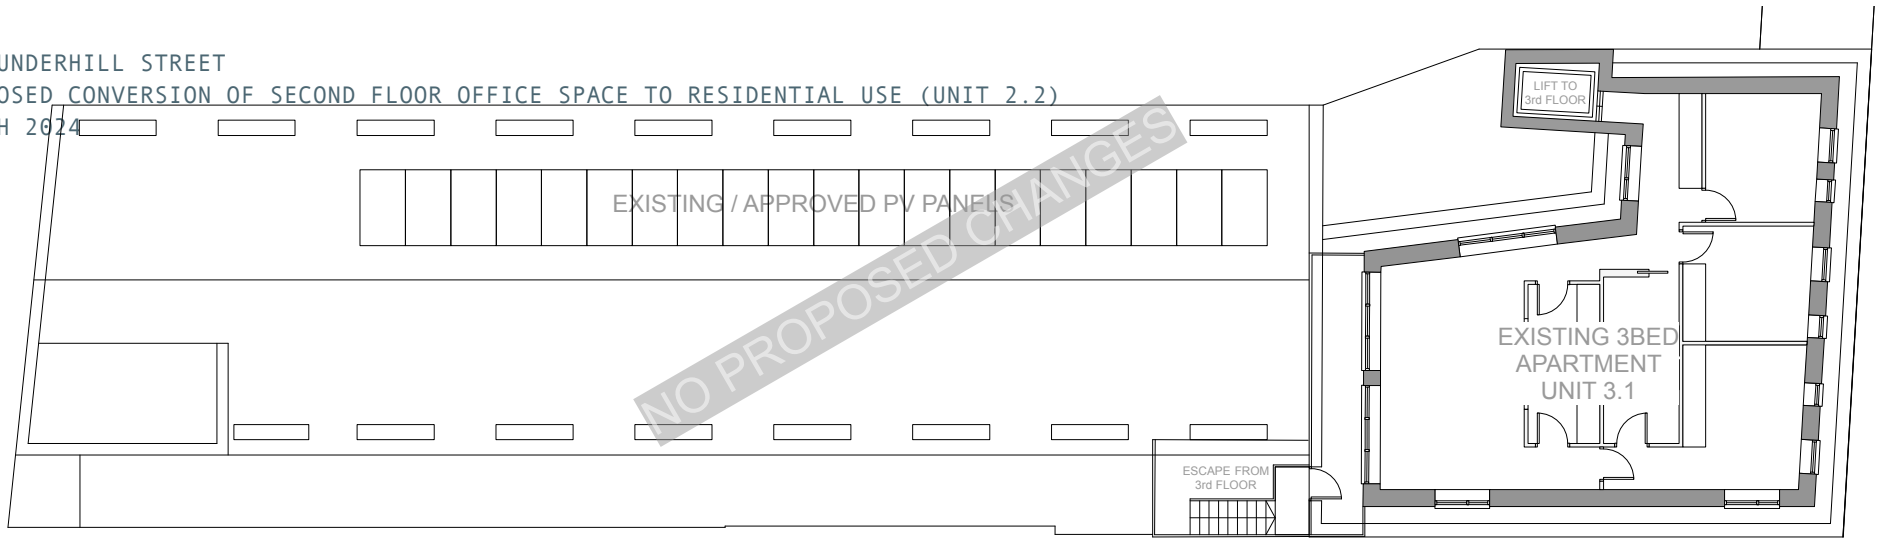 UNDERHILL STREET
OSED CONVERSION OF SECOND FLOOR OFFICE SPACE TO RESIDENTIAL USE (UNIT 2.2)
H 2024
LIFT TO
3rd FLOOR
EXISTING / APPROVED PV PANELS
NO PROPOSED CHANGES
EXISTING 3BED
APARTMENT
UNIT 3.1
ESCAPE FROM
3rd FLOOR